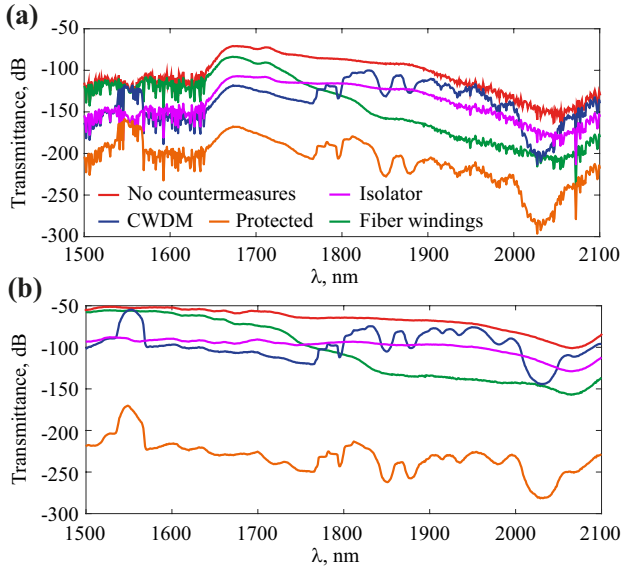 (a)
-50
-100
-150
-200
-250
-300
Transmittance, dB
No countermeasures
Isolator
CWDM
Protected
Fiber windings
1500
1600
1700
1800
1900
2000
2100
λ, nm
(b)
-50
-100
-150
-200
-250
-300
Transmittance, dB
1500
1600
1700
1800
1900
2000
2100
λ, nm